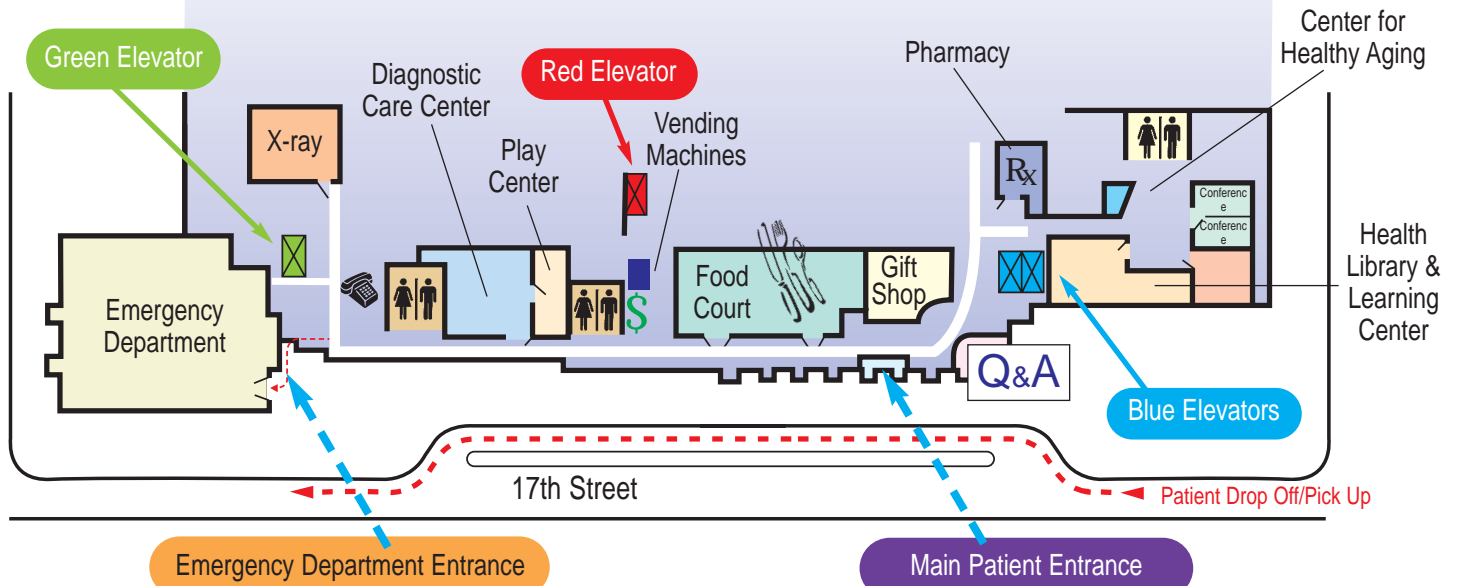 Green Elevator
Red Elevator
Diagnostic
Care Center
Pharmacy
Center for
Healthy Aging
X-ray
Play
Center
Vending
Machines
Rx
Conferenc
e
Conferenc
e
Emergency
Department
Food
Court
Gift
Shop
$
Health
Library &
Learning
Center
Q&A
Blue Elevators
17th Street
Patient Drop Off/Pick Up
Emergency Department Entrance
Main Patient Entrance